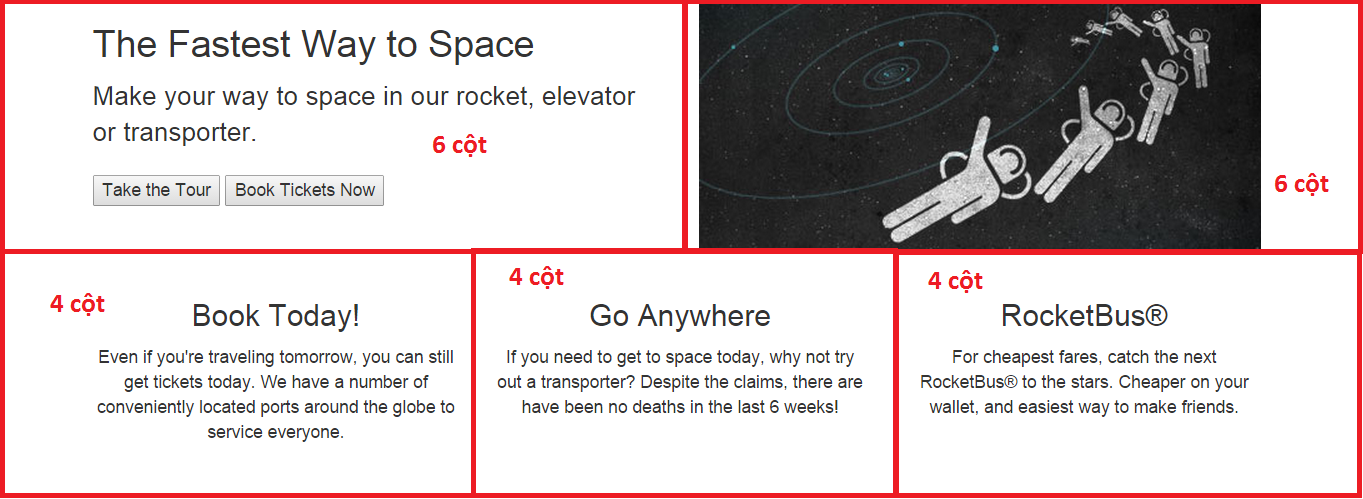 The Fastest Way to Space
Make your way to space in our rocket, elevator
or transporter.
6 cột
Take the Tour
Book Tickets Now
6 cột
4 cột
Book Today!
Even if you're traveling tomorrow, you can still
get tickets today. We have a number of
conveniently located ports around the globe to
service everyone.
4 cột
Go Anywhere
If you need to get to space today, why not try
out a transporter? Despite the claims, there are
have been no deaths in the last 6 weeks!
4 cột
RocketBus®
For cheapest fares, catch the next
RocketBus® to the stars. Cheaper on your
wallet, and easiest way to make friends.